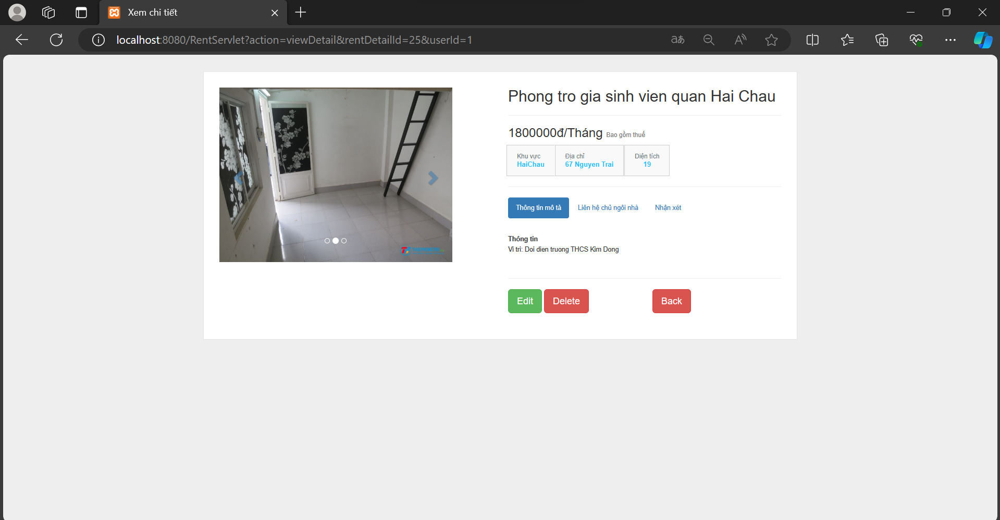 Xem chi tiết
localhost:8080/RentServlet?action=viewDetail&rentDetailId=25&userId=1
Phong tro gia sinh vien quan Hai Chau
1800000đ/Tháng Bao gồm thuế
Khu vực Địa chỉ Diện tích
HaiChau 67 Nguyen Trai 19
Thông tin mô tả Liên hệ chủ ngôi nhà Nhận xét
Thông tin
Vi tri: Doi dien truong THCS Kim Dong
Edit Delete Back